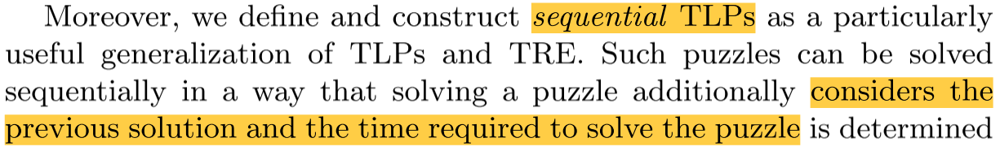 Moreover, we define and construct sequential TLPs as a particularly
useful generalization of TLPs and TRE. Such puzzles can be solved
sequentially in a way that solving a puzzle additionally considers the
previous solution and the time required to solve the puzzle is determined